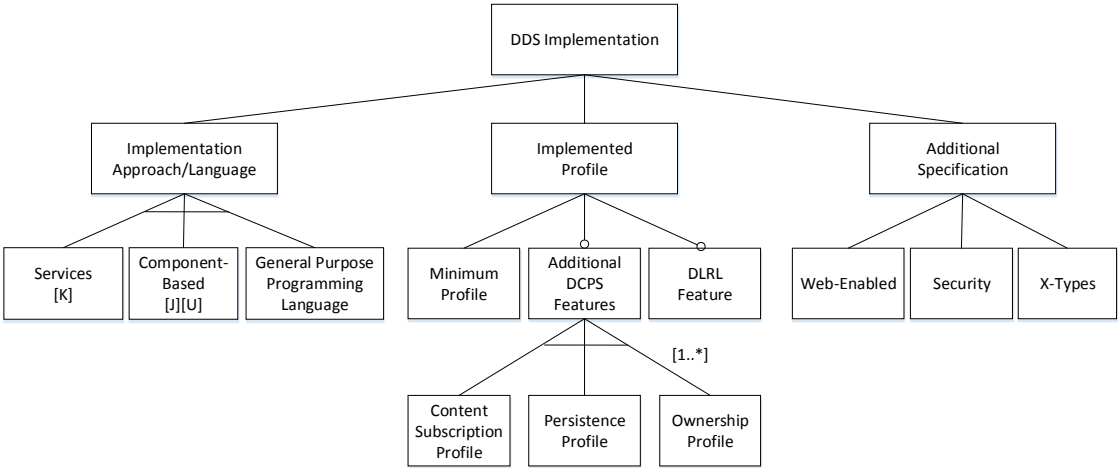 DDS Implementation
Implementation
Approach/Language
Implemented
Profile
Additional
Specification
Services
[K]
Component-
Based
[J][U]
General Purpose
Programming
Language
Minimum
Profile
Additional
DCPS
Features
DLRL
Feature
Web-Enabled
Security
X-Types
[1..*]
Content
Subscription
Profile
Persistence
Profile
Ownership
Profile